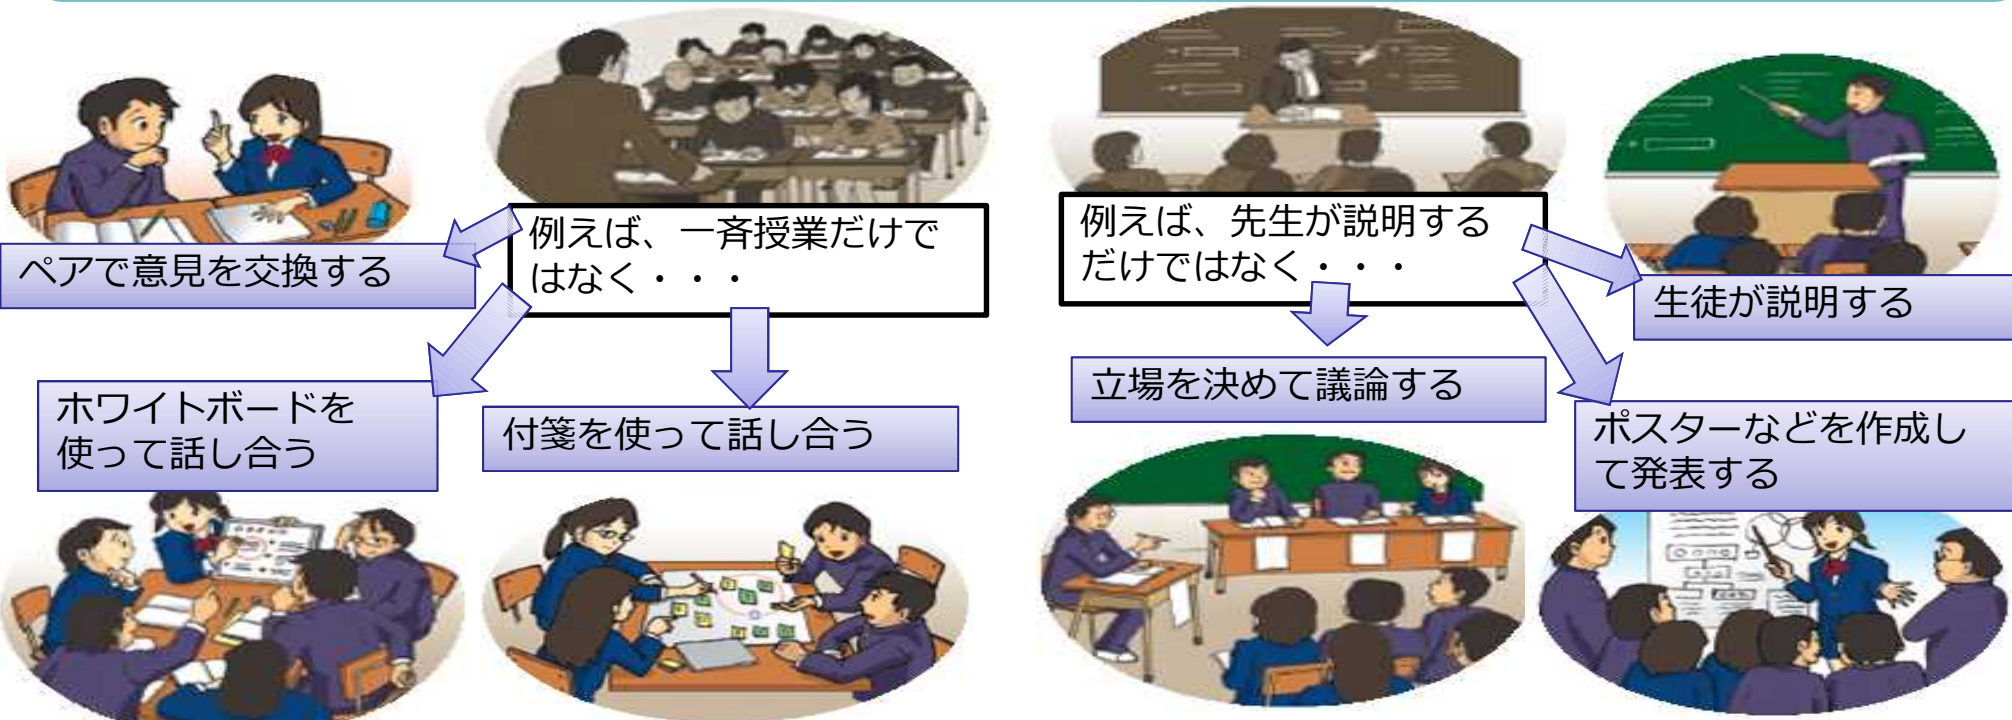 例えば、一斉授業だけで
はなく・・・
ペアで意見を交換する
ホワイトボードを
使って話し合う
付箋を使って話し合う
例えば、先生が説明する
だけではなく・・・
生徒が説明する
立場を決めて議論する
ポスターなどを作成し
て発表する